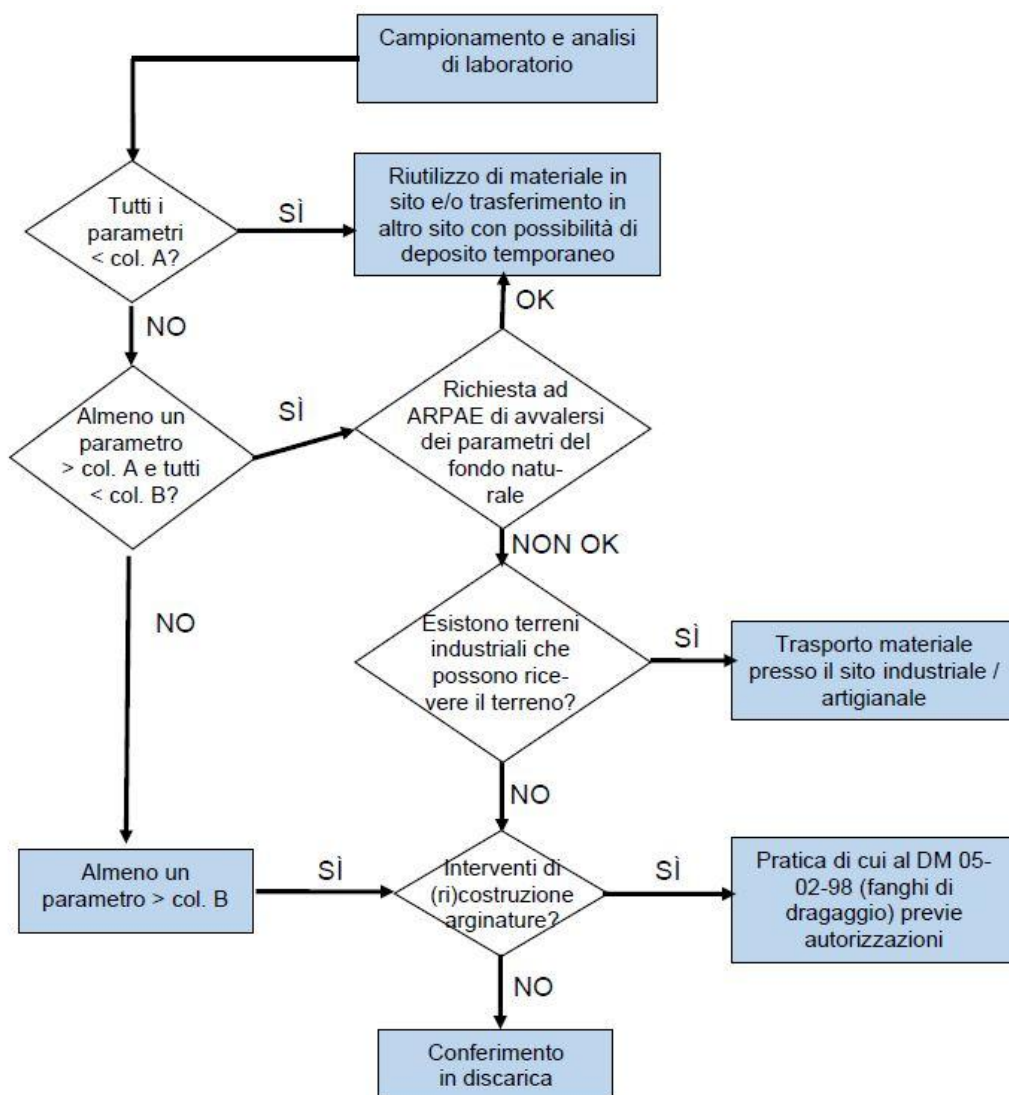 Campionamento e analisi
di laboratorio
Tutti i
parametri
< col. A?
SÌ
Riutilizzo di materiale in
sito e/o trasferimento in
altro sito con possibilità di
deposito temporaneo
NO
OK
Almeno un
parametro
> col. A e tutti
< col. B?
SÌ
Richiesta ad
ARPAE di avvalersi
dei parametri del
fondo natu-
rale
NON OK
NO
Esistono terreni
industriali che
possono rice-
vere il terreno?
SÌ
Trasporto materiale
presso il sito industriale /
artigianale
NO
Almeno un
parametro > col. B
SÌ
Interventi di
(ri)costruzione
arginature?
SÌ
Pratica di cui al DM 05-
02-98 (fanghi di
dragaggio) previe
autorizzazioni
NO
Conferimento
in discarica